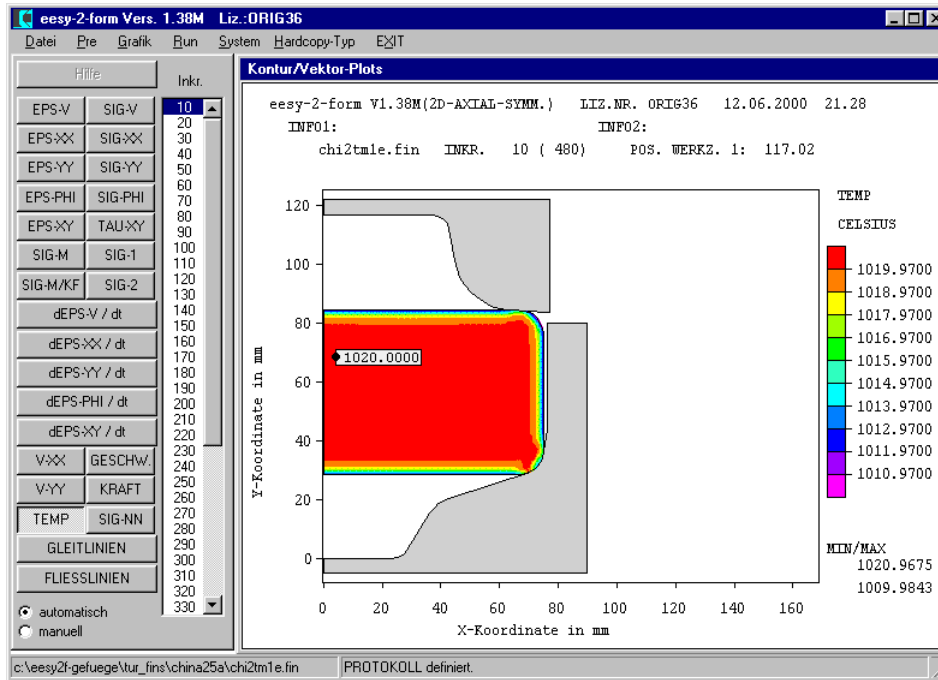 eesy-2-form Vers. 1.38M Liz.:ORIG36
Datei Pre Grafik Run System Hardcopy-Typ EXIT
Hilfe
Inkr.
EPS-V SIG-V
EPS-XX SIG-XX
EPS-YY SIG-YY
EPS-PHI SIG-PHI
EPS-XY TAU-XY
SIG-M SIG-1
SIG-M/KF SIG-2
dEPS-V / dt
dEPS-XX / dt
dEPS-YY / dt
dEPS-PHI / dt
dEPS-XY / dt
V-XX GESCHW.
V-YY KRAFT
TEMP SIG-NN
GLEITLINIEN
FLIESSLINIEN
automatisch
manuell
10
20
30
40
50
60
70
80
90
100
110
120
130
140
150
160
170
180
190
200
210
220
230
240
250
260
270
280
290
300
310
320
330
Kontur/Vektor-Plots
eesy-2-form V1.38M(2D-AXIAL-SYMM.) LIZ.NR. ORIG36 12.06.2000 21.28
INFO1: INFO2:
chi2tm1e.fin INKR. 10 ( 480) POS. WERKZ. 1: 117.02
Y-Koordinate in mm
120
100
80
60
40
20
0
1020.0000
0 20 40 60 80 100 120 140 160
X-Koordinate in mm
TEMP
CELSIUS
1019.9700
1018.9700
1017.9700
1016.9700
1015.9700
1014.9700
1013.9700
1012.9700
1011.9700
1010.9700
MIN/MAX
1020.9675
1009.9843
c:\eesy2f-gefuege\tur_fins\china25a\chi2tm1e.fin PROTOKOLL definiert.